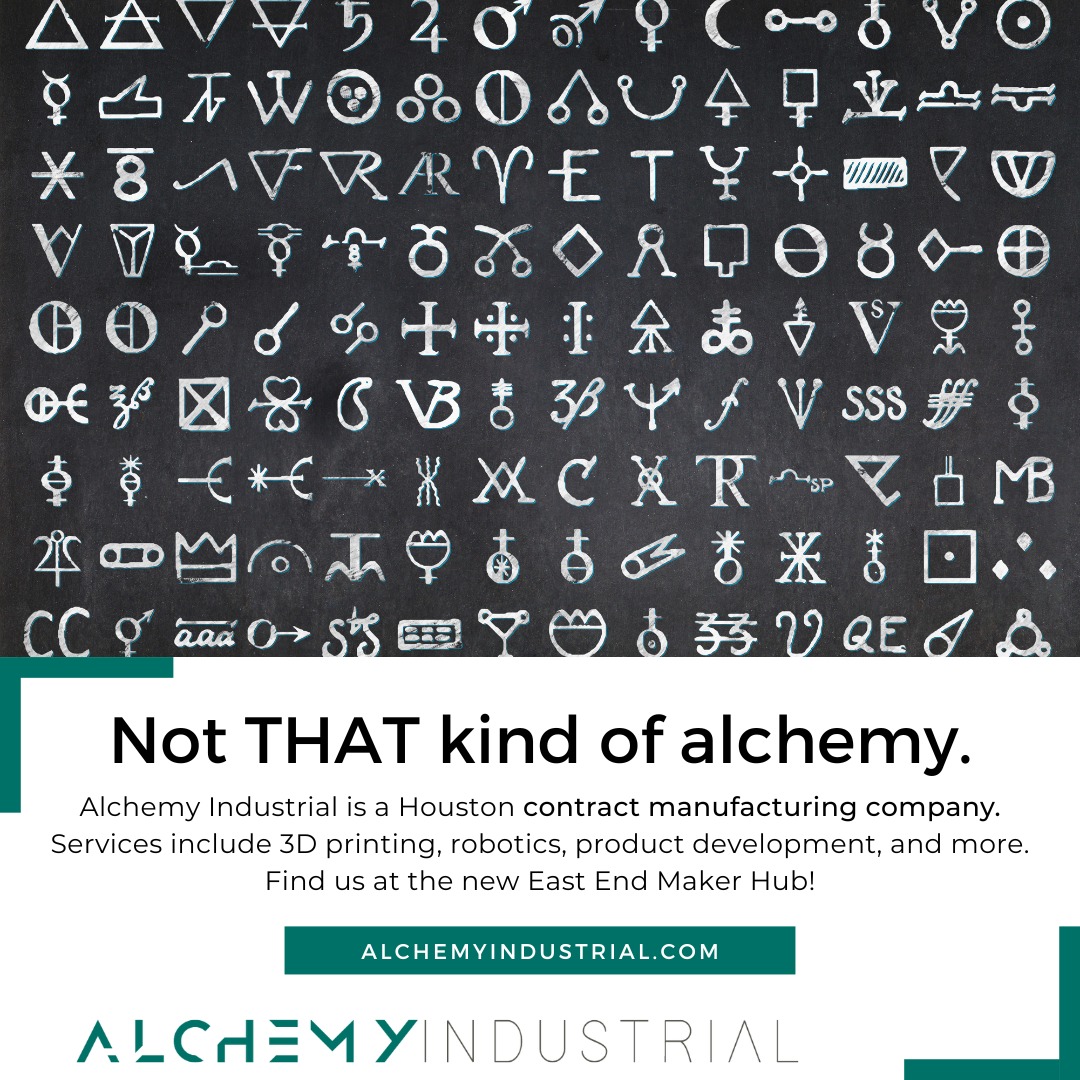 Not THAT kind of alchemy.
Alchemy Industrial is a Houston contract manufacturing company.
Services include 3D printing, robotics, product development, and more.
Find us at the new East End Maker Hub!
ALCHEMYINDUSTRIAL.COM
ALCHEMYINDUSTRIAL